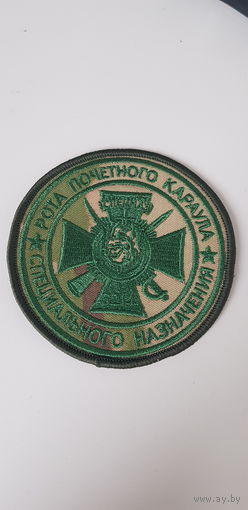 РОТА ПОЧЕТНОГО КАРАУЛА
СПЕЦИАЛЬНОГО НАЗНАЧЕНИЯ
www.ay.by